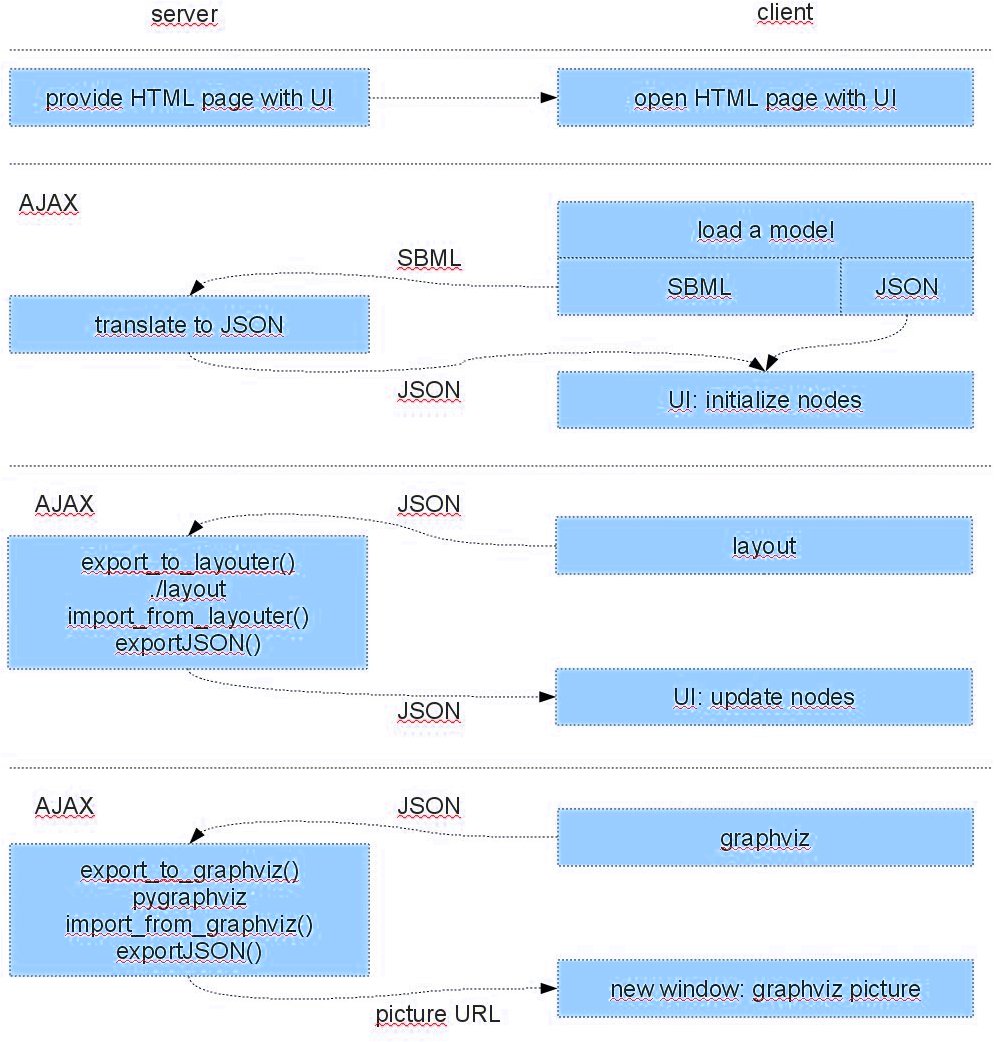 server
client
provide HTML page with UI
open HTML page with UI
AJAX
load a model
SBML
SBML
JSON
translate to JSON
JSON
UI: initialize nodes
AJAX
JSON
layout
export_to_layouter()
./layout
import_from_layouter()
exportJSON()
JSON
UI: update nodes
AJAX
JSON
graphviz
export_to_graphviz()
pygraphviz
import_from_graphviz()
exportJSON()
new window: graphviz picture
picture URL